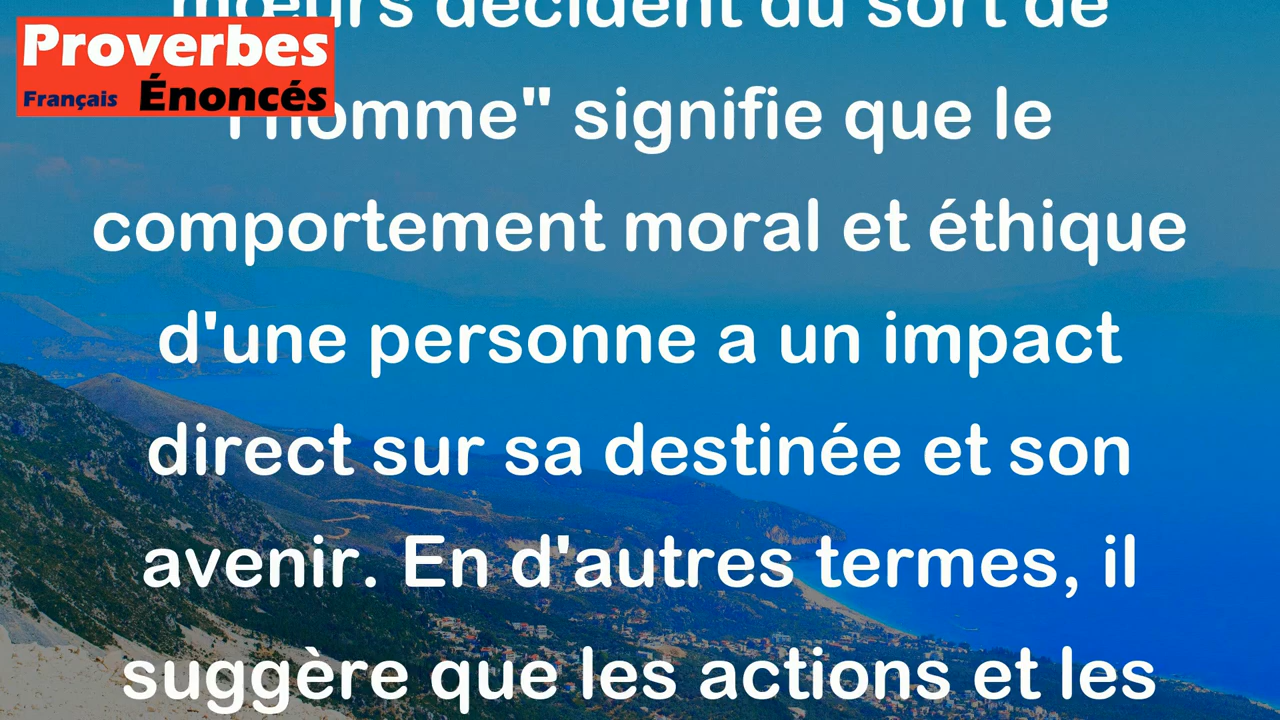 mœurs décident du sort de
Proverbes
Français Énoncés
l'homme" signifie que le
comportement moral et éthique
d'une personne a un impact
direct sur sa destinée et son
avenir. En d'autres termes, il
suggère que les actions et les